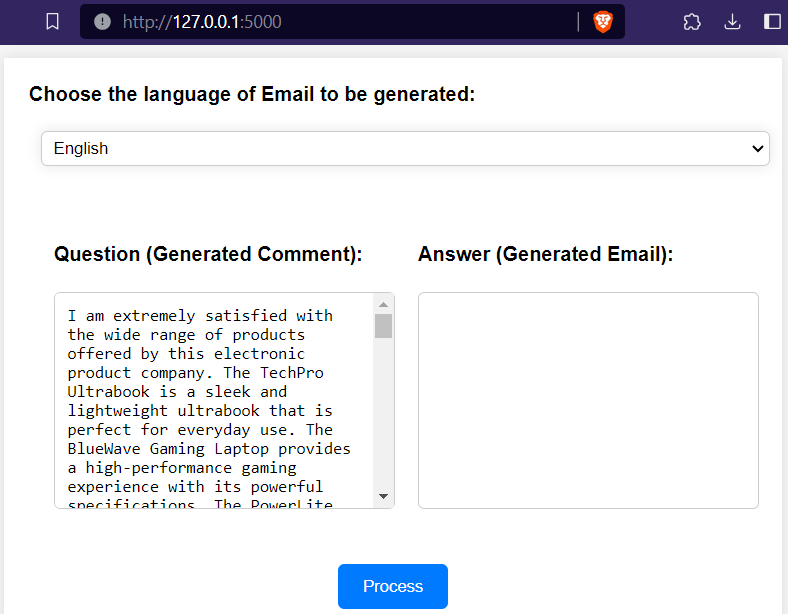 http://127.0.0.1:5000
Choose the language of Email to be generated:
English
Question (Generated Comment):
Answer (Generated Email):
I am extremely satisfied with
the wide range of products
offered by this electronic
product company. The TechPro
Ultrabook is a sleek and
lightweight ultrabook that is
perfect for everyday use. The
BlueWave Gaming Laptop provides
a high-performance gaming
experience with its powerful
specifications. The PowerLite
Process